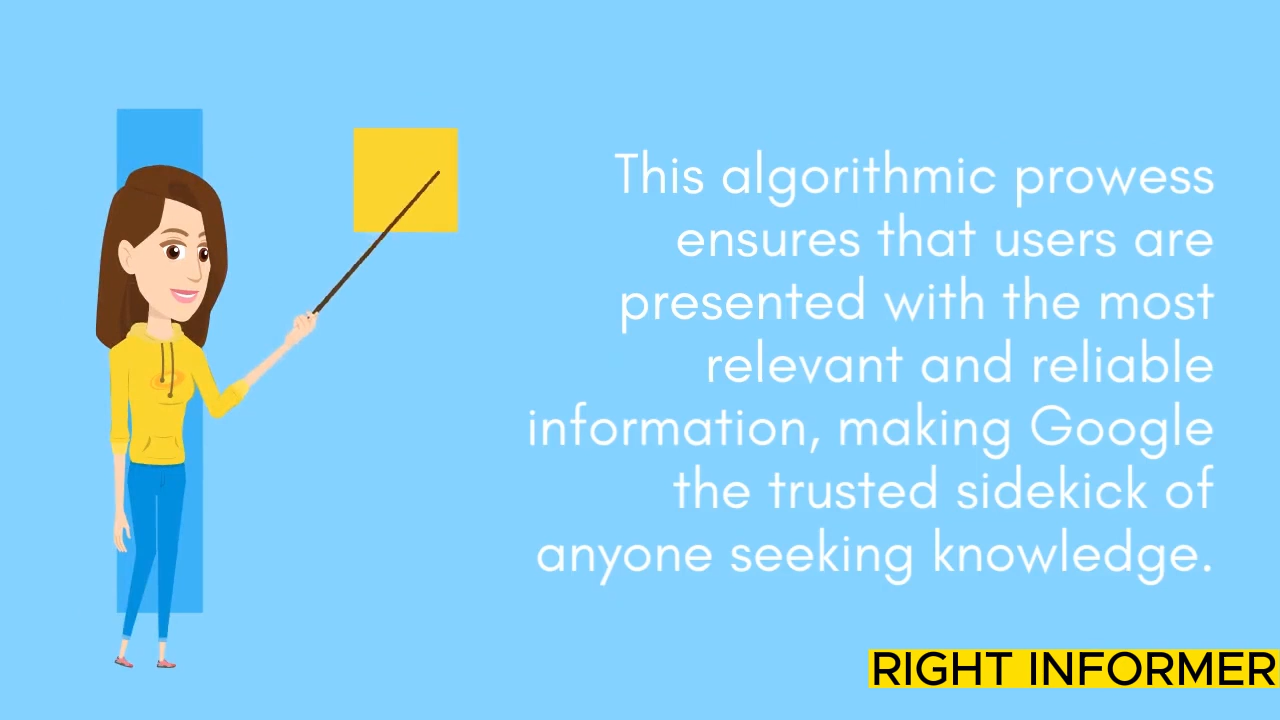 This algorithmic prowess
ensures that users are
presented with the most
relevant and reliable
information, making Google
the trusted sidekick of
anyone seeking knowledge.
RIGHT INFORMER